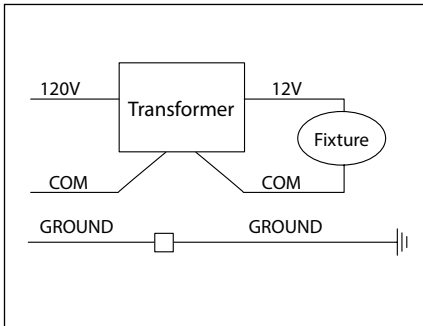 120V
12V
Transformer
Fixture
COM
COM
GROUND
GROUND